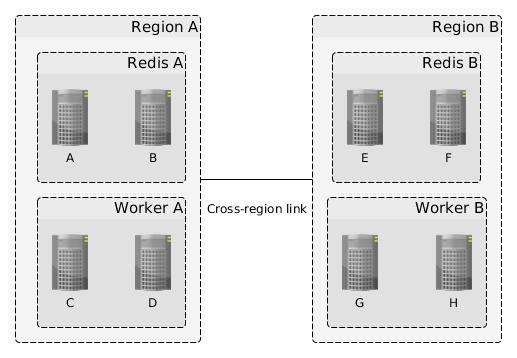 Region A
Redis A
A
B
Worker A
C
D
Cross-region link
Region B
Redis B
E
F
Worker B
G
H